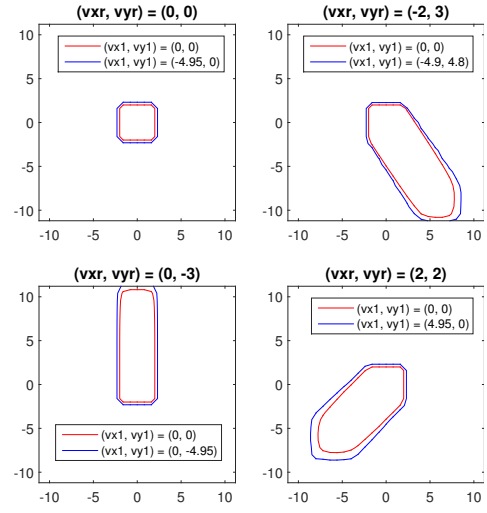 (vxr, vyr) = (0, 0)
(vx1, vy1) = (0, 0)
(vx1, vy1) = (-4.95, 0)
10
5
0
-5
-10
-10 -5 0 5 10
(vxr, vyr) = (-2, 3)
(vx1, vy1) = (0, 0)
(vx1, vy1) = (-4.9, 4.8)
10
5
0
-5
-10
-10 -5 0 5 10
(vxr, vyr) = (0, -3)
10
5
0
-5
-10
(vx1, vy1) = (0, 0)
(vx1, vy1) = (0, -4.95)
-10 -5 0 5 10
(vxr, vyr) = (2, 2)
(vx1, vy1) = (0, 0)
(vx1, vy1) = (4.95, 0)
10
5
0
-5
-10
-10 -5 0 5 10